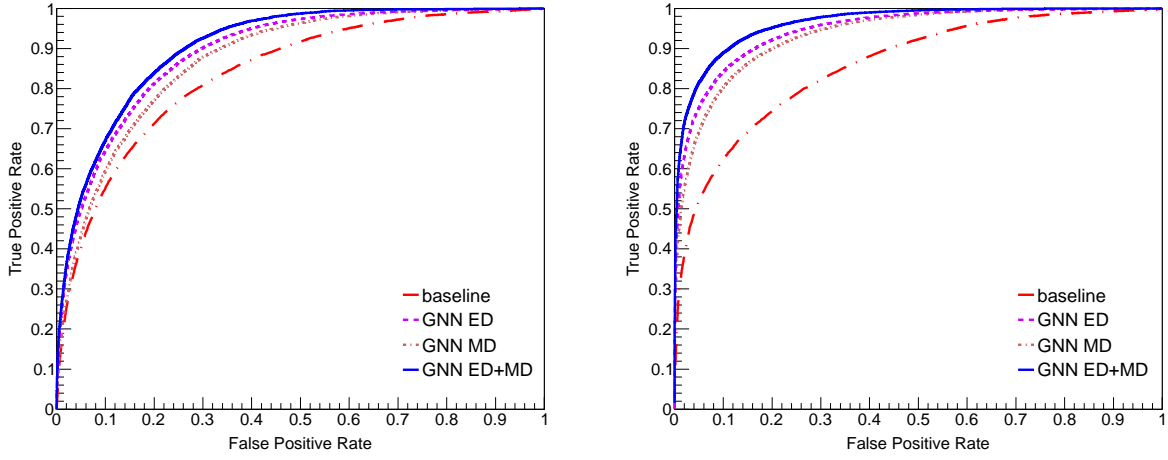 1
0.9
0.8
0.7
0.6
0.5
0.4
0.3
0.2
0.1
0
0 0.1 0.2 0.3 0.4 0.5 0.6 0.7 0.8 0.9 1
True Positive Rate
False Positive Rate
baseline
GNN ED
GNN MD
GNN ED+MD
1
0.9
0.8
0.7
0.6
0.5
0.4
0.3
0.2
0.1
0
0 0.1 0.2 0.3 0.4 0.5 0.6 0.7 0.8 0.9 1
True Positive Rate
False Positive Rate
baseline
GNN ED
GNN MD
GNN ED+MD